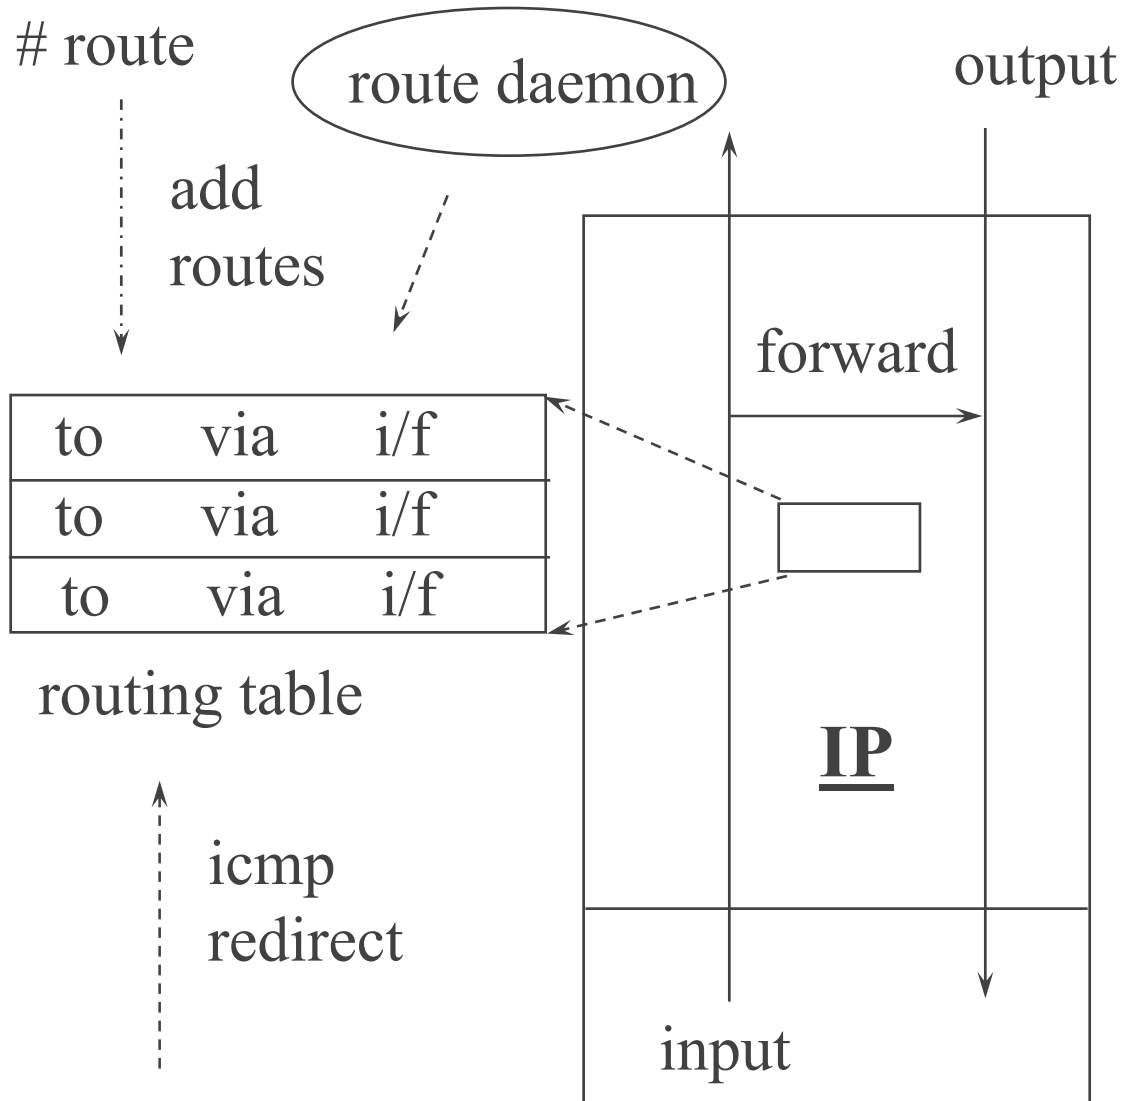 # route
route daemon
output
add
routes
forward
to via i/f
to via i/f
to via i/f
routing table
IP
icmp
redirect
input